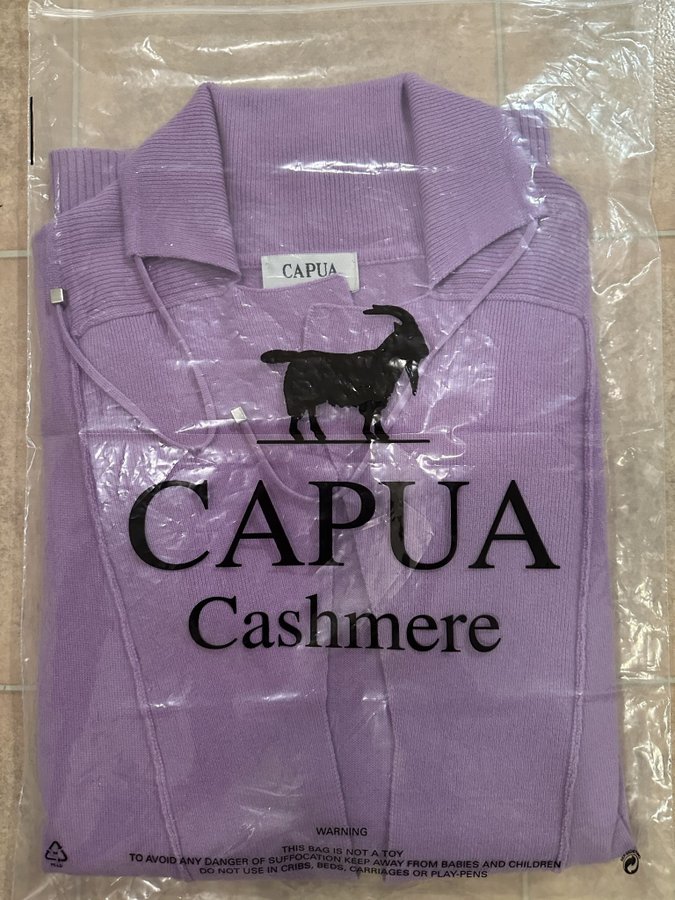 CAPUA
CAPUA
Cashmere
WARNING
THIS BAG IS NOT A TOY
TO AVOID ANY DANGER OF SUFFOCATION KEEP AWAY FROM BABIES AND CHILDREN
DO NOT USE IN CRIBS, BEDS, CARRIAGES OR PLAY-PENS